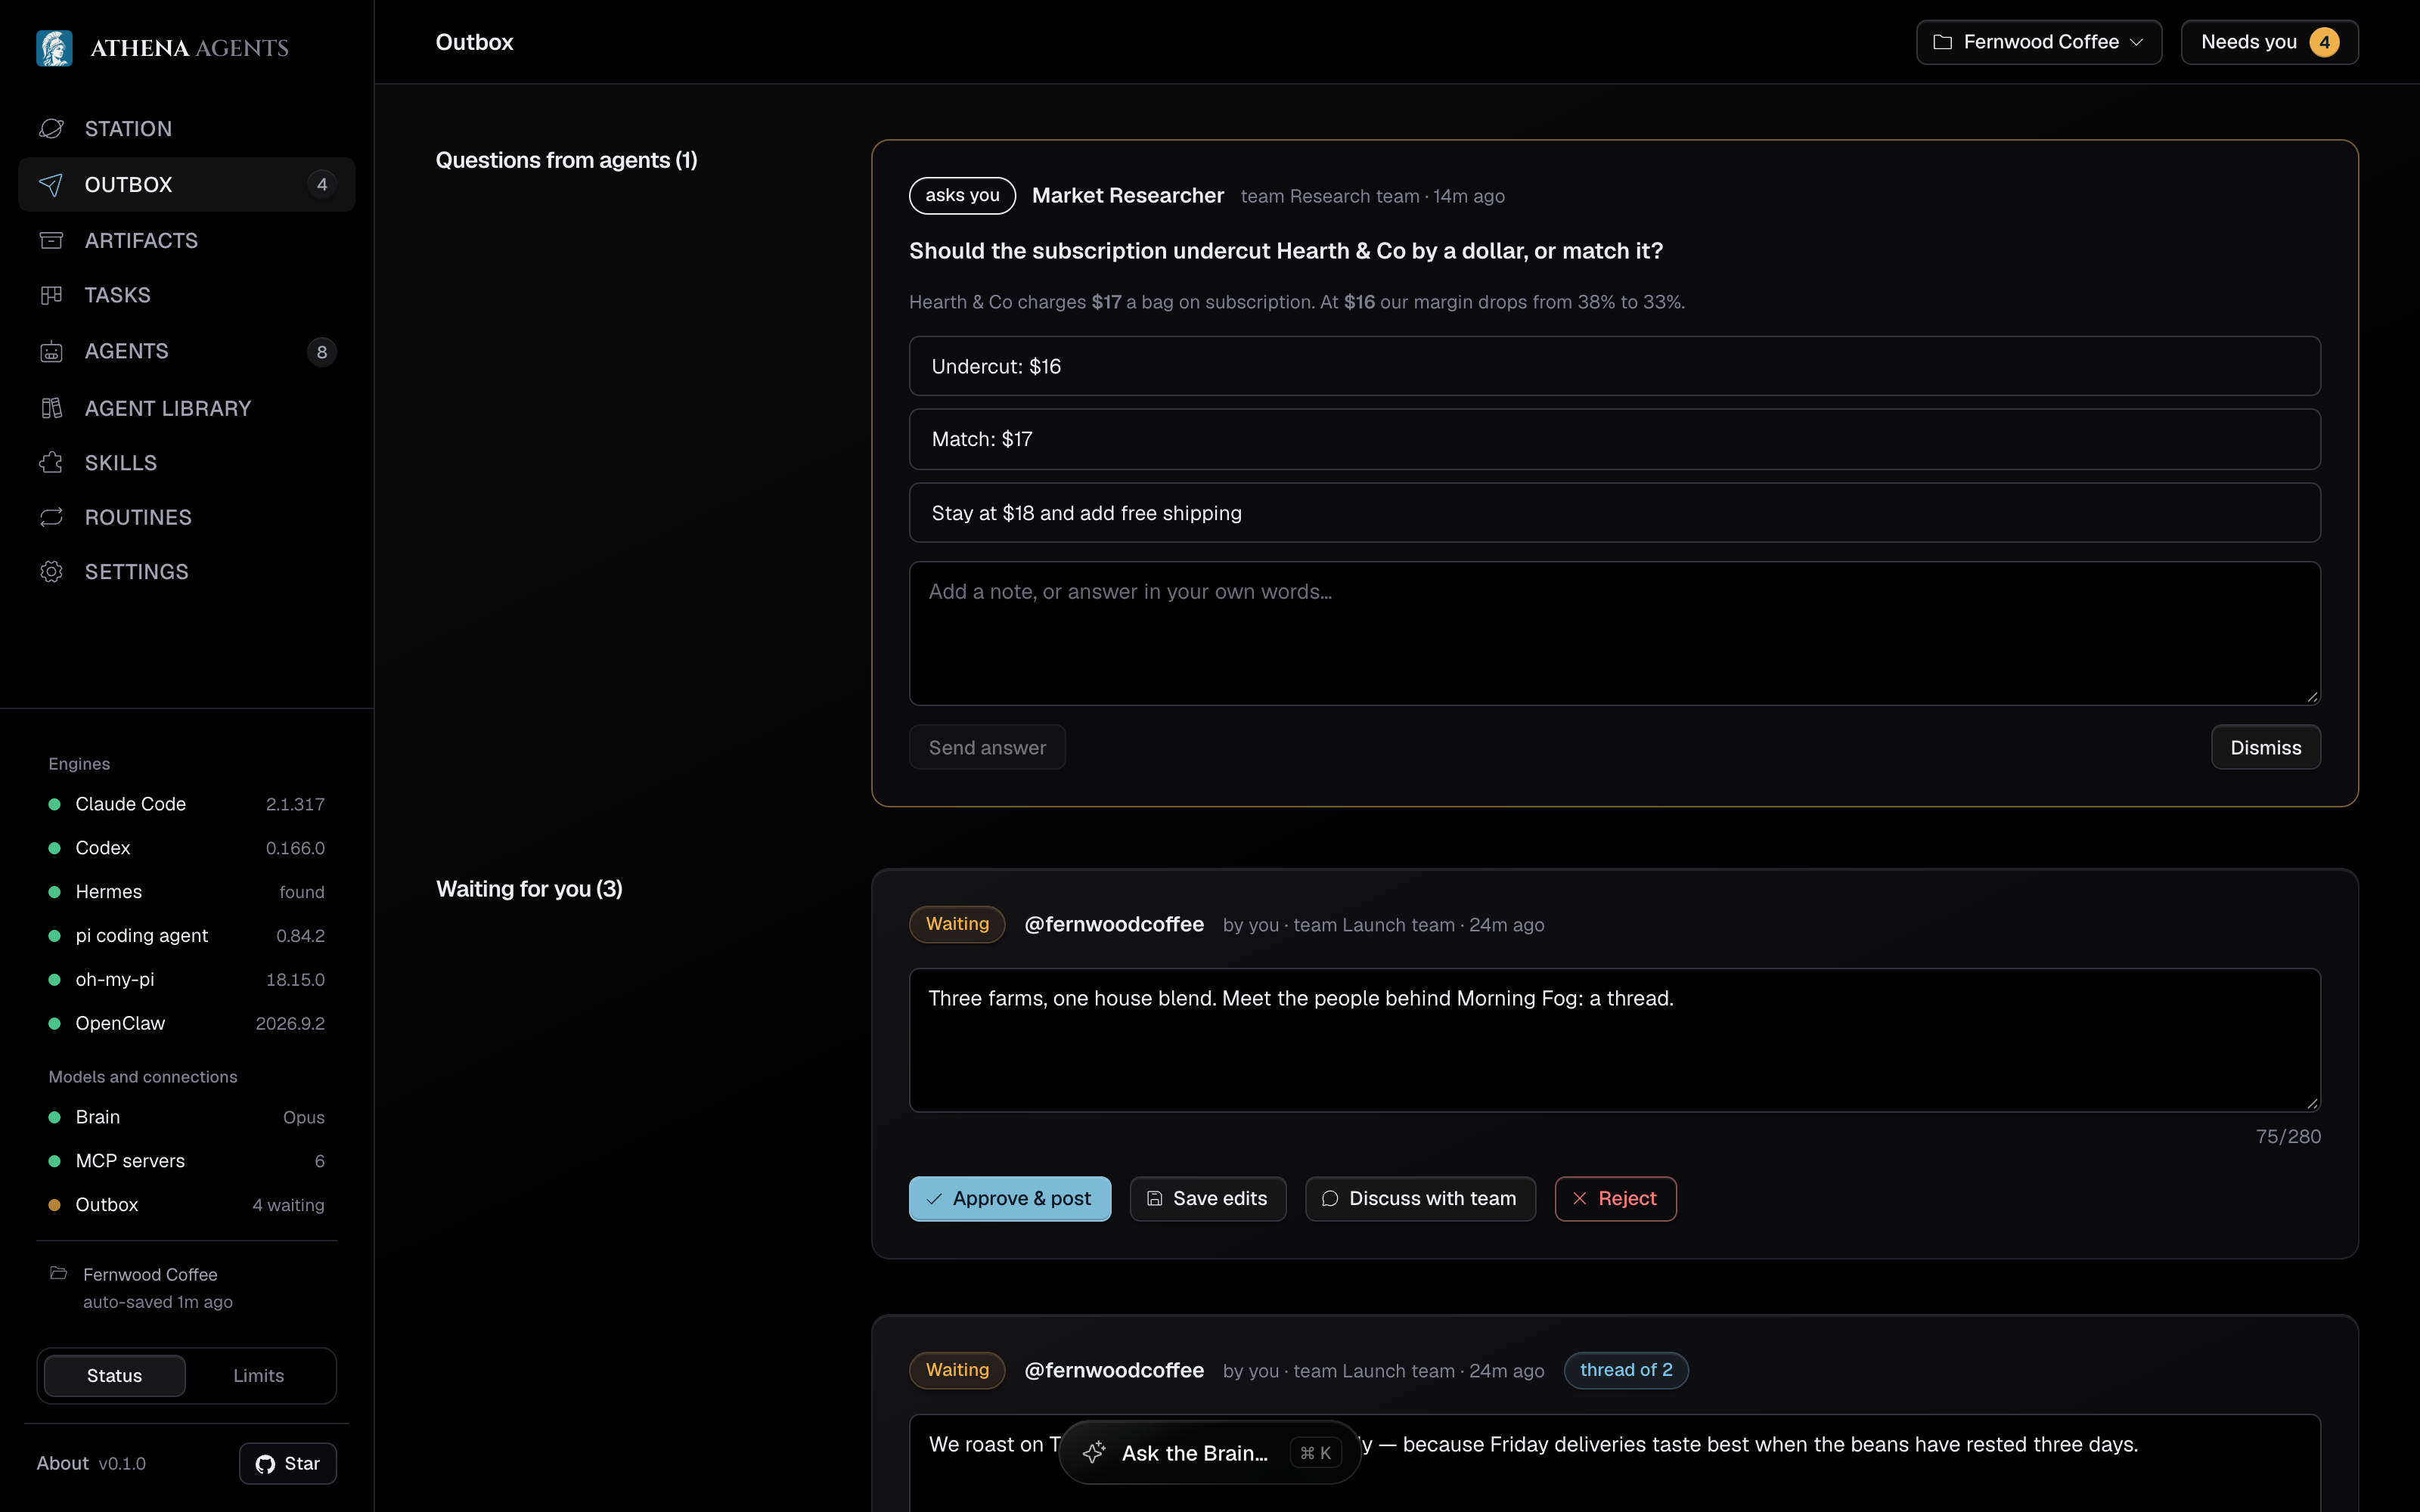 ATHENA AGENTS
STATION
OUTBOX 4
ARTIFACTS
TASKS
AGENTS 8
AGENT LIBRARY
SKILLS
ROUTINES
SETTINGS
Engines
Claude Code 2.1.317
Codex 0.166.0
Hermes found
pi coding agent 0.84.2
oh-my-pi 18.15.0
OpenClaw 2026.9.2
Models and connections
Brain Opus
MCP servers 6
Outbox 4 waiting
Fernwood Coffee
auto-saved 1m ago
Status Limits
About v0.1.0 Star
Outbox
Fernwood Coffee
Needs you 4
Questions from agents (1)
asks you Market Researcher team Research team · 14m ago
Should the subscription undercut Hearth & Co by a dollar, or match it?
Hearth & Co charges $17 a bag on subscription. At $16 our margin drops from 38% to 33%.
Undercut: $16
Match: $17
Stay at $18 and add free shipping
Add a note, or answer in your own words...
Send answer Dismiss
Waiting for you (3)
Waiting @fernwoodcoffee by you · team Launch team · 24m ago
Three farms, one house blend. Meet the people behind Morning Fog: a thread.
75/280
Approve & post Save edits Discuss with team Reject
Waiting @fernwoodcoffee by you · team Launch team · 24m ago thread of 2
We roast on — because Friday deliveries taste best when the beans have rested three days.
Ask the Brain... ⌘ K